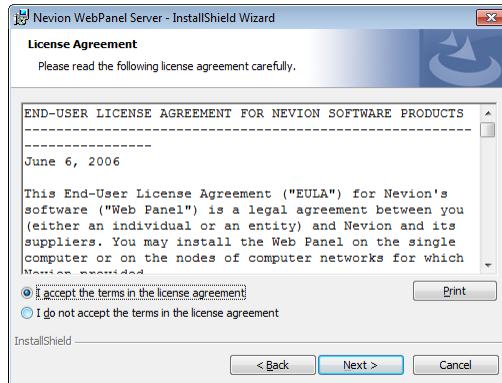 Nevion WebPanel Server - InstallShield Wizard
License Agreement
Please read the following license agreement carefully.
END-USER LICENSE AGREEMENT FOR NEVION SOFTWARE PRODUCTS
-------------------------------------------------------
----------------
June 6, 2006
This End-User License Agreement ("EULA") for Nevion's
software ("Web Panel") is a legal agreement between you
(either an individual or an entity) and Nevion and its
suppliers. You may install the Web Panel on the single
computer or on the nodes of computer networks for which
Nevion provided
I accept the terms in the license agreement
Print
I do not accept the terms in the license agreement
InstallShield
< Back
Next >
Cancel